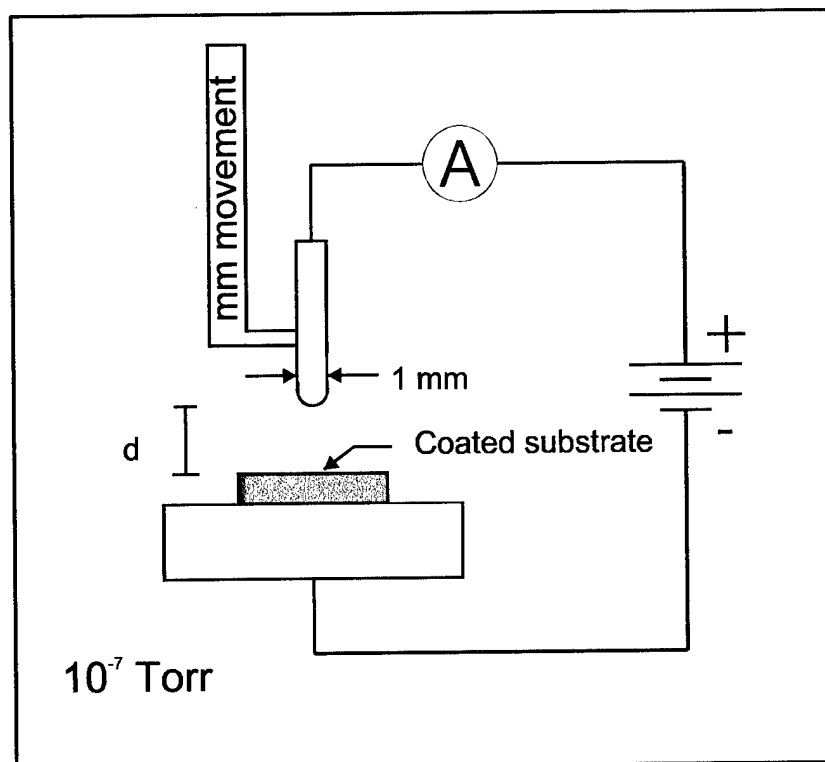 mm movement
A
+
1 mm
-
d
Coated substrate
10⁻⁷ Torr